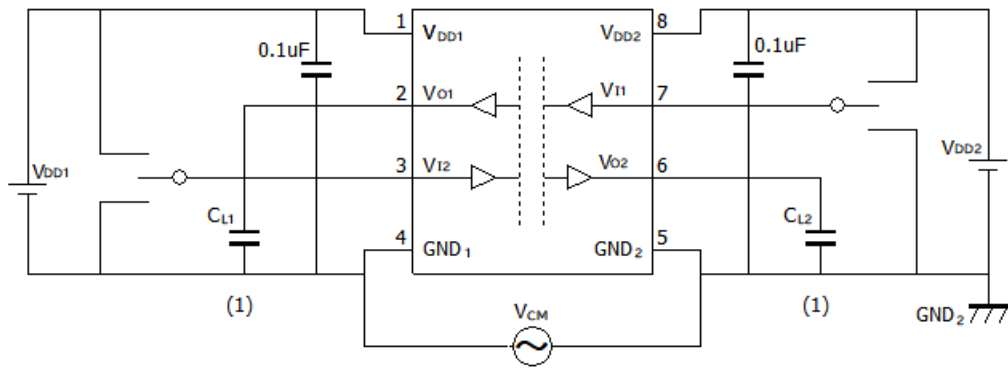 1
8
VDD1
VDD2
0.1uF
0.1uF
2
VO1
VI1
7
3
VI2
VO2
6
VDD1
VDD2
CL1
CL2
4
GND1
GND2
5
(1)
(1)
VCM
GND2